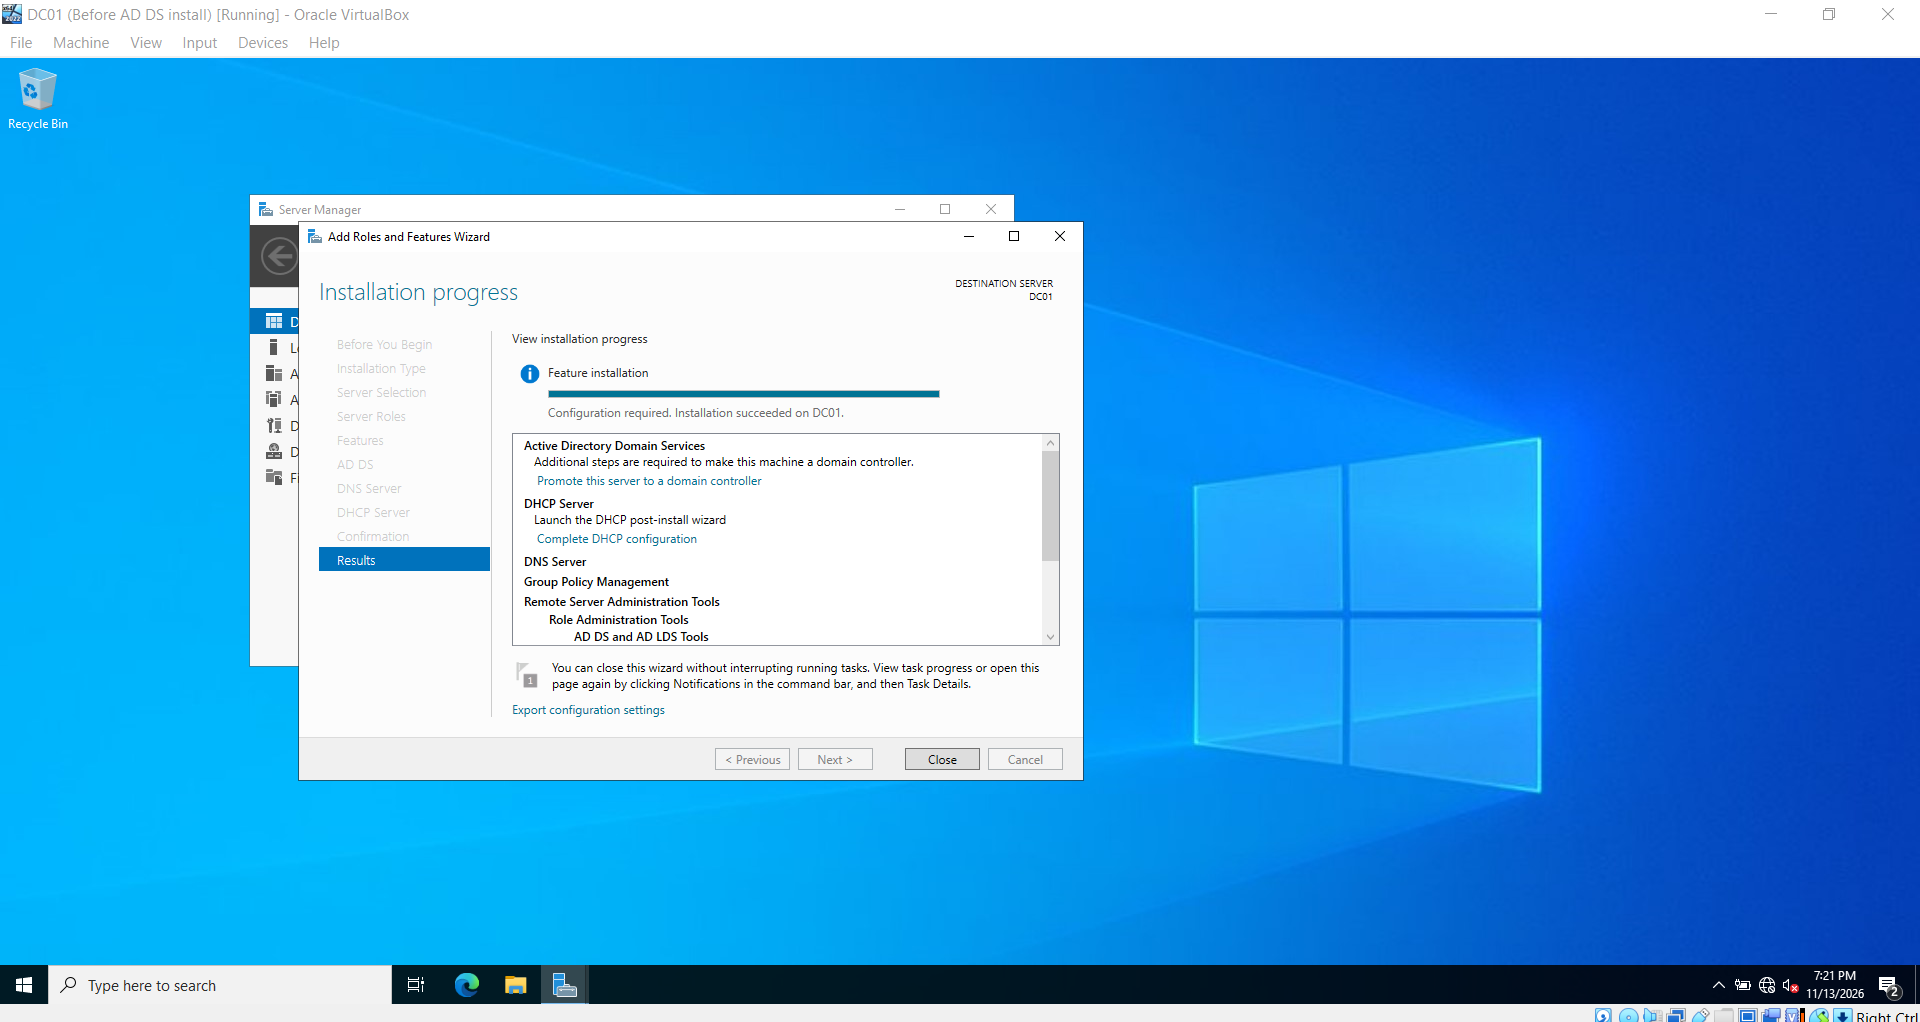 DC01 (Before AD DS install) [Running] - Oracle VirtualBox
File Machine View Input Devices Help
Recycle Bin
Server Manager
Add Roles and Features Wizard
Installation progress
DESTINATION SERVER
DC01
Before You Begin
Installation Type
Server Selection
Server Roles
Features
AD DS
DNS Server
DHCP Server
Confirmation
Results
View installation progress
Feature installation
Configuration required. Installation succeeded on DC01.
Active Directory Domain Services
Additional steps are required to make this machine a domain controller.
Promote this server to a domain controller
DHCP Server
Launch the DHCP post-install wizard
Complete DHCP configuration
DNS Server
Group Policy Management
Remote Server Administration Tools
Role Administration Tools
AD DS and AD LDS Tools
1
You can close this wizard without interrupting running tasks. View task progress or open this
page again by clicking Notifications in the command bar, and then Task Details.
Export configuration settings
< Previous Next > Close Cancel
Type here to search
7:21 PM
11/13/2026
2
Right Ctrl